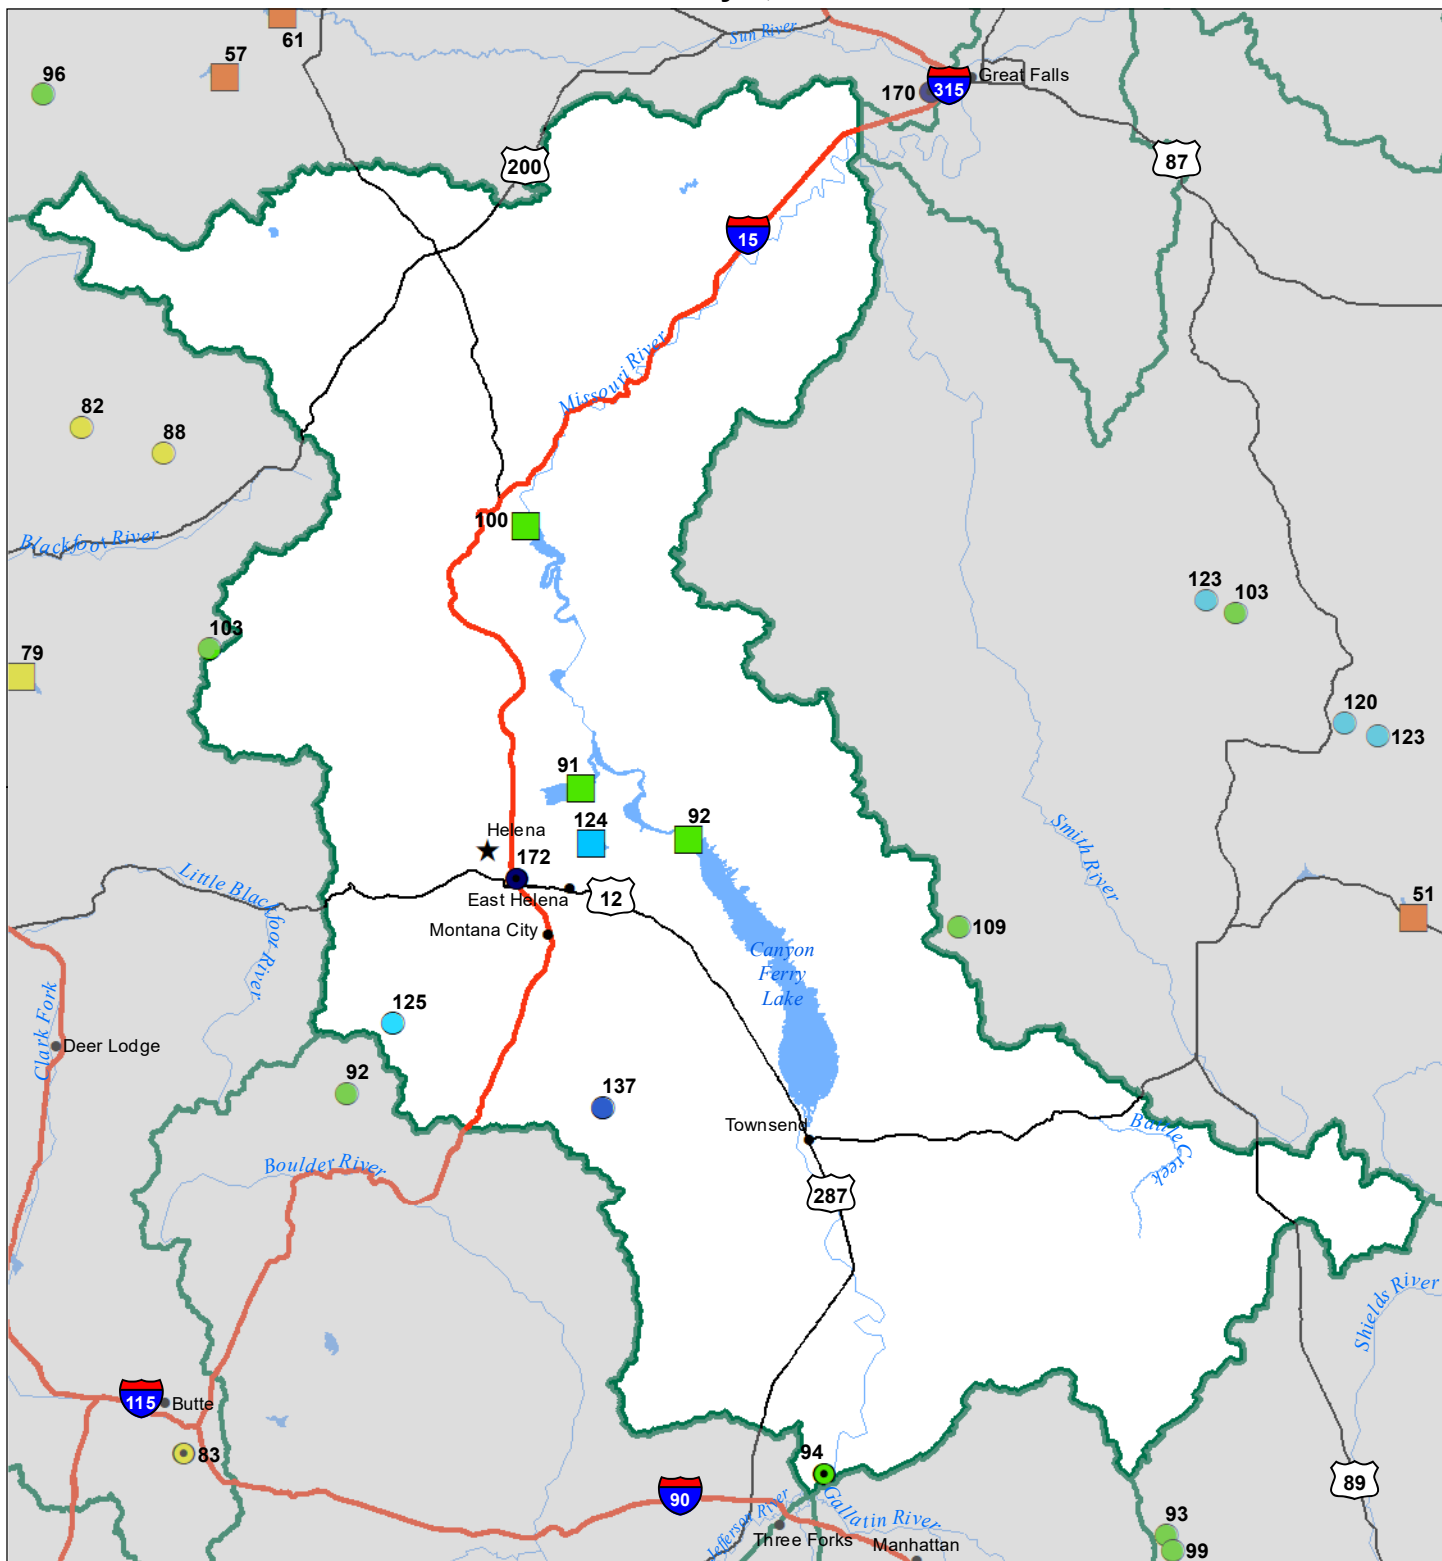 61
57
96
Sun River
Great Falls
170
315
200
87
15
Missouri River
82
88
100
Blackfoot River
123
103
103
79
120
123
91
92
124
Helena
172
Smith River
Little Blackfoot River
East Helena
12
51
Montana City
109
Canyon
Ferry
Lake
Clark Fork
125
Deer Lodge
92
137
Townsend
Battle Creek
Boulder River
287
Shields River
115
Butte
83
94
89
90
Gallatin River
Jefferson River
93
Three Forks
Manhattan
99